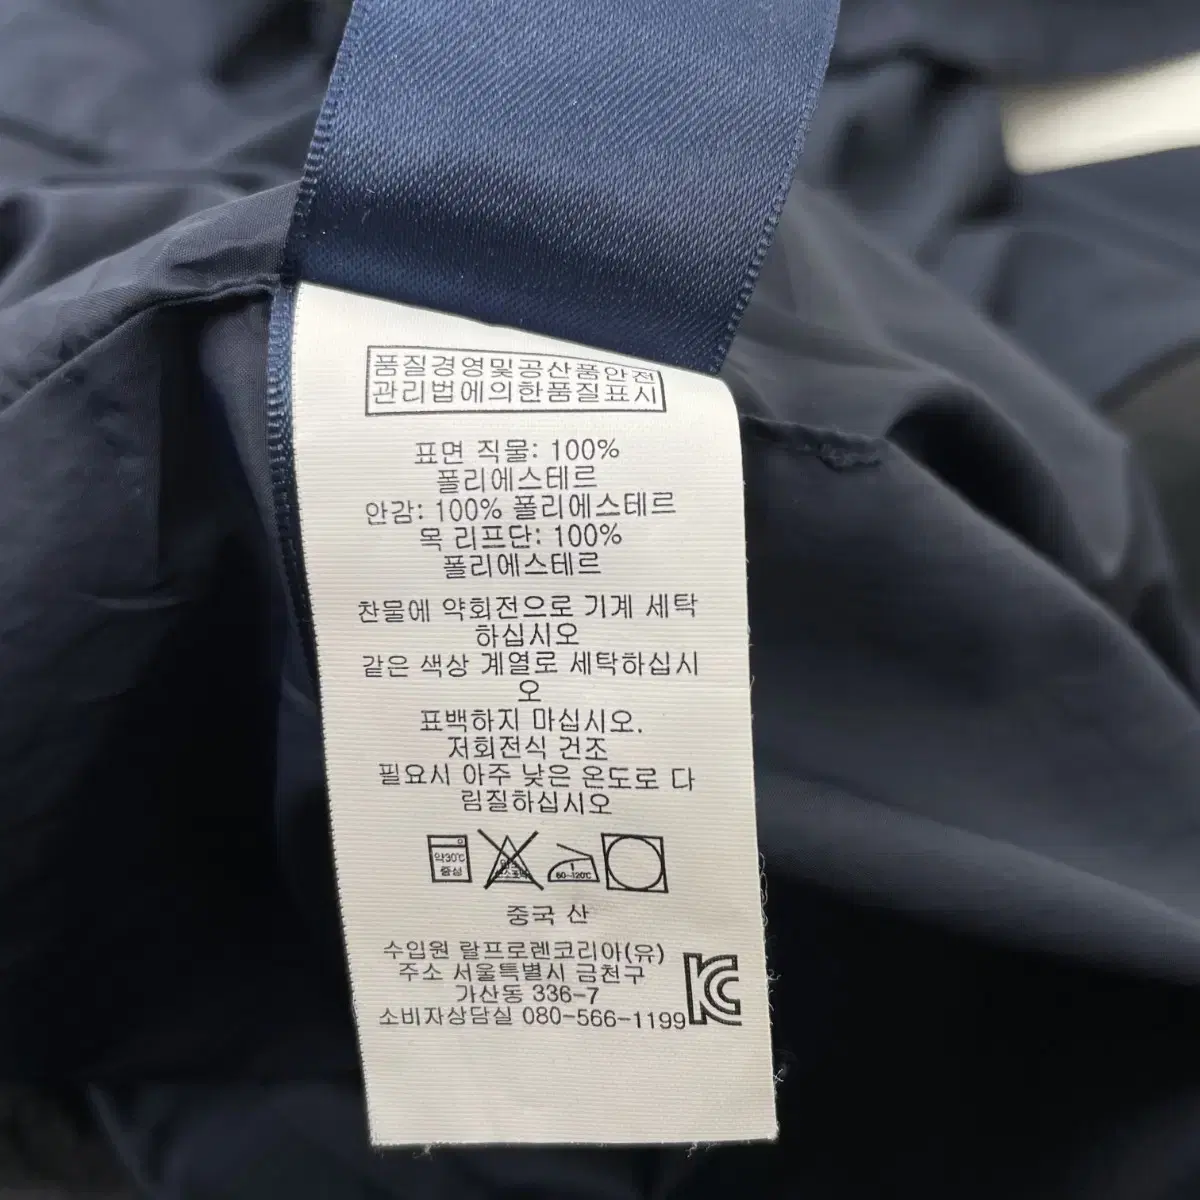 품질경영및공산품안전
관리법에의한품질표시
표면 직물: 100%
폴리에스테르
안감: 100% 폴리에스테르
목 리프단: 100%
폴리에스테르
찬물에 약회전으로 기계 세탁
하십시오
같은 색상 계열로 세탁하십시
오
표백하지 마십시오.
저회전식 건조
필요시 아주 낮은 온도로 다
림질하십시오
약30℃
중성
80~120℃
중국 산
수입원 랄프로렌코리아(유)
주소 서울특별시 금천구
가산동 336-7
소비자상담실 080-566-1199